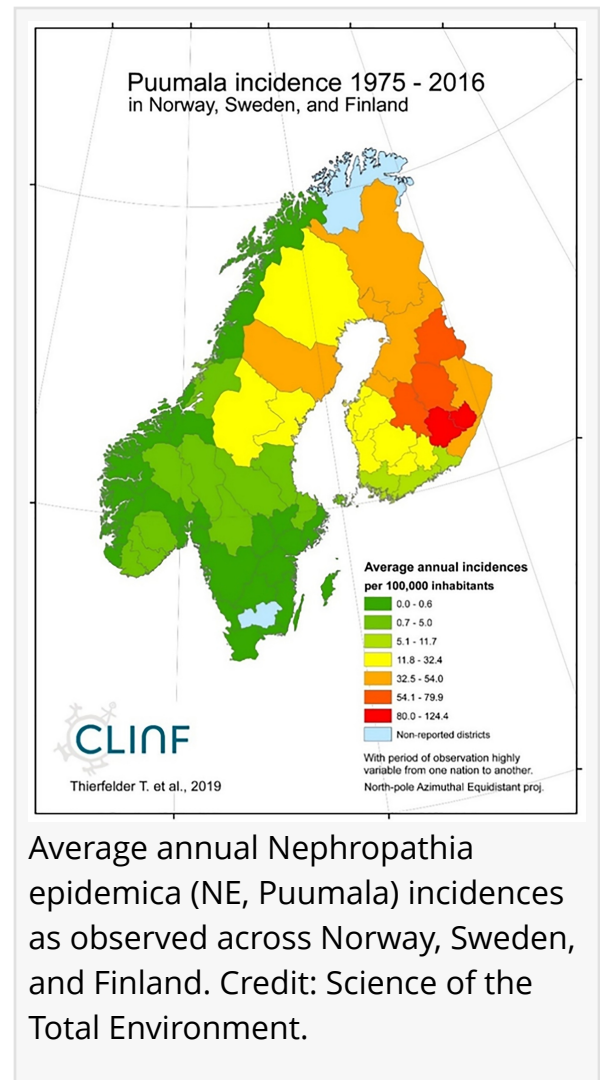 Puumala incidence 1975 - 2016
in Norway, Sweden, and Finland
Average annual incidences
per 100,000 inhabitants
0.0 - 0.6
0.7 - 5.0
5.1 - 11.7
11.8 - 32.4
32.5 - 54.0
54.1 - 79.9
80.0 - 124.4
Non-reported districts
With period of observation highly
variable from one nation to another.
North-pole Azimuthal Equidistant proj.
CLINF
Thierfelder T. et al., 2019
Average annual Nephropathia
epidemica (NE, Puumala) incidences
as observed across Norway, Sweden,
and Finland. Credit: Science of the
Total Environment.